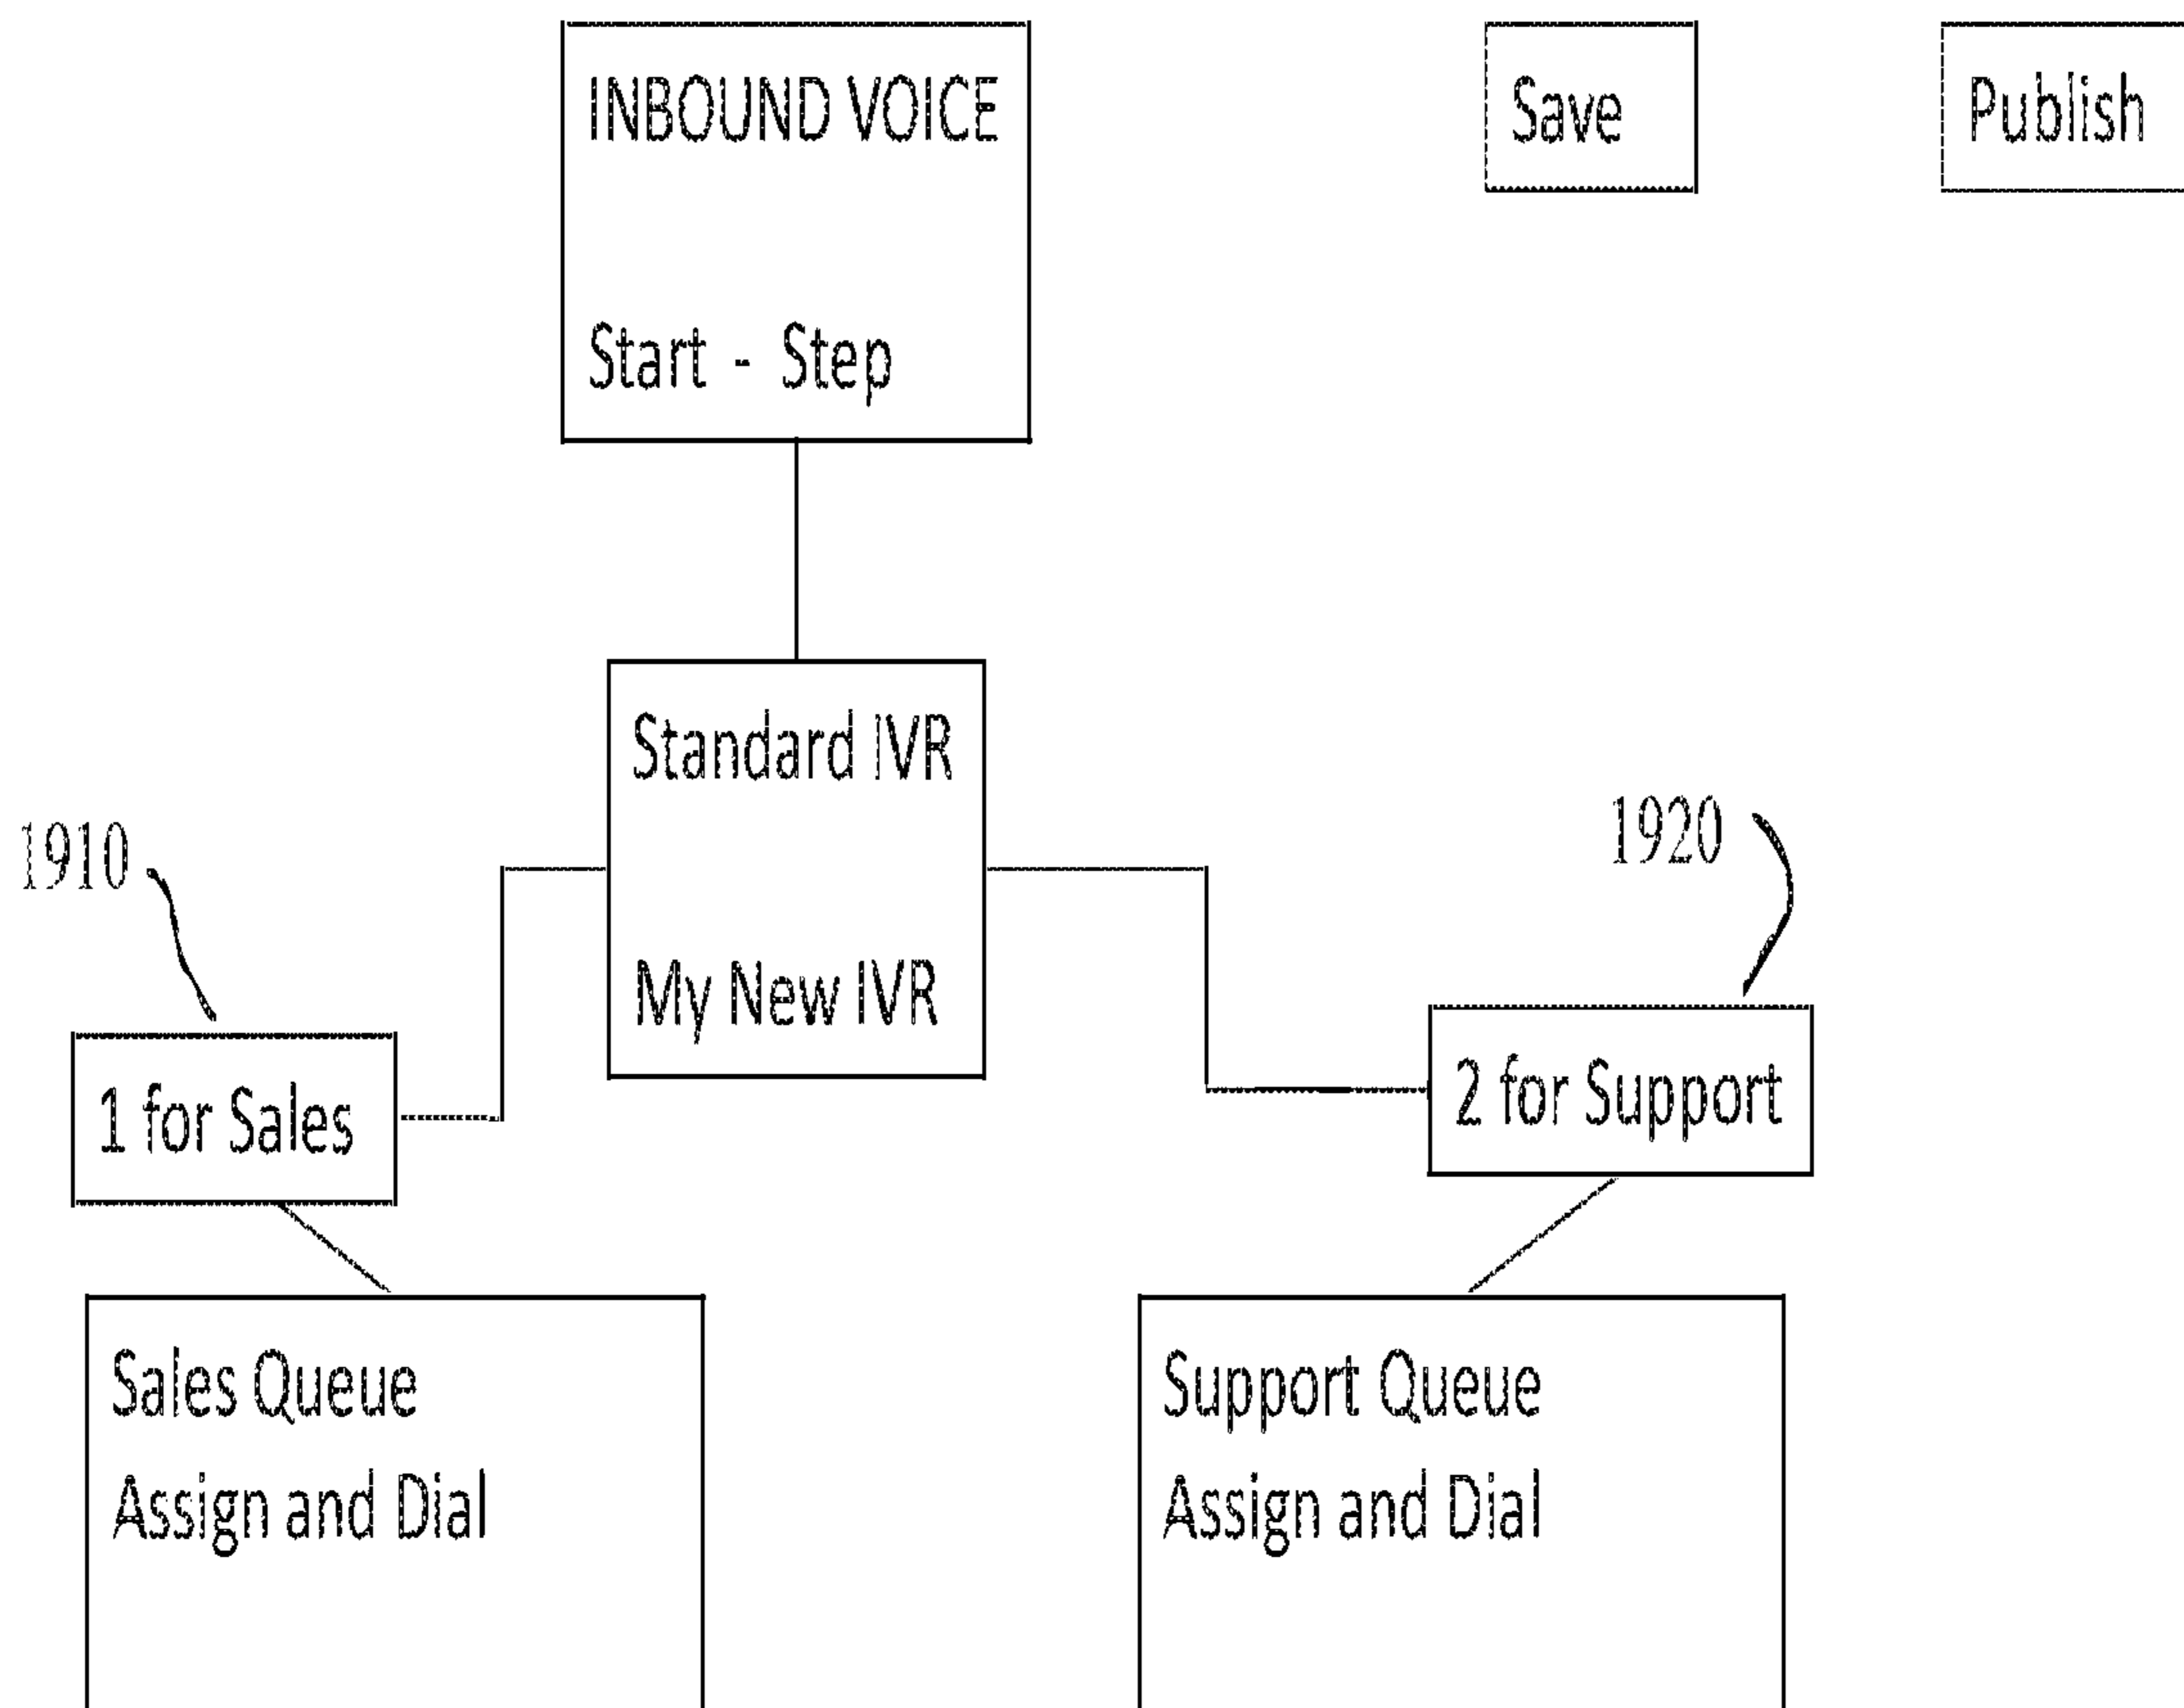 INBOUND VOICE
Start - Step
Save
Publish
Standard IVR
My New IVR
1910
1920
1 for Sales
2 for Support
Sales Queue
Assign and Dial
Support Queue
Assign and Dial